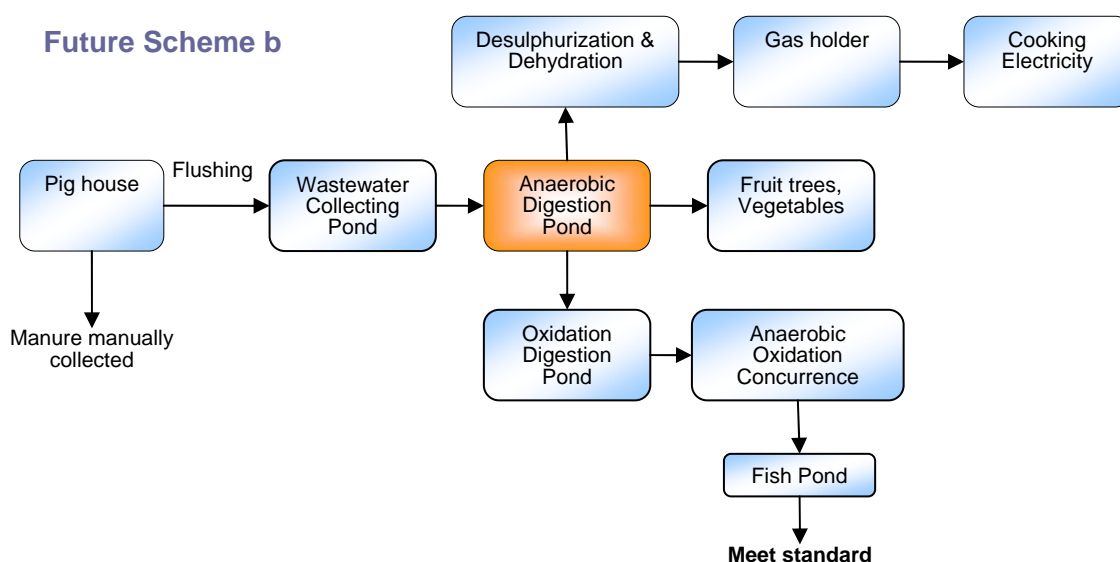 Future Scheme b
Desulphurization &
Dehydration
Gas holder
Cooking
Electricity
Pig house
Flushing
Wastewater
Collecting
Pond
Anaerobic
Digestion
Pond
Fruit trees,
Vegetables
Manure manually
collected
Oxidation
Digestion
Pond
Anaerobic
Oxidation
Concurrence
Fish Pond
Meet standard